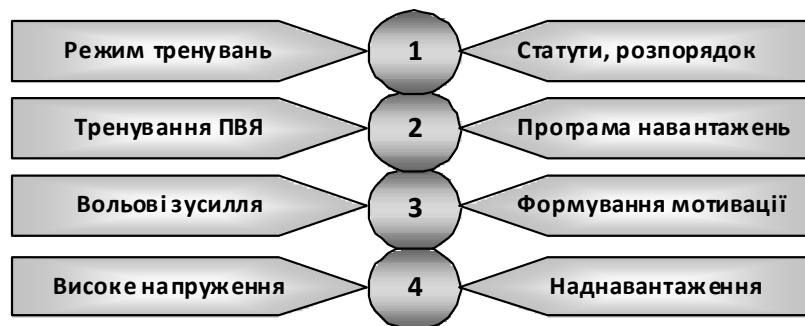 Режим тренувань 1 Статути, розпорядок
Тренування ПВЯ 2 Програма навантажень
Вольові зусилля 3 Формування мотивації
Високе напруження 4 Наднавантаження